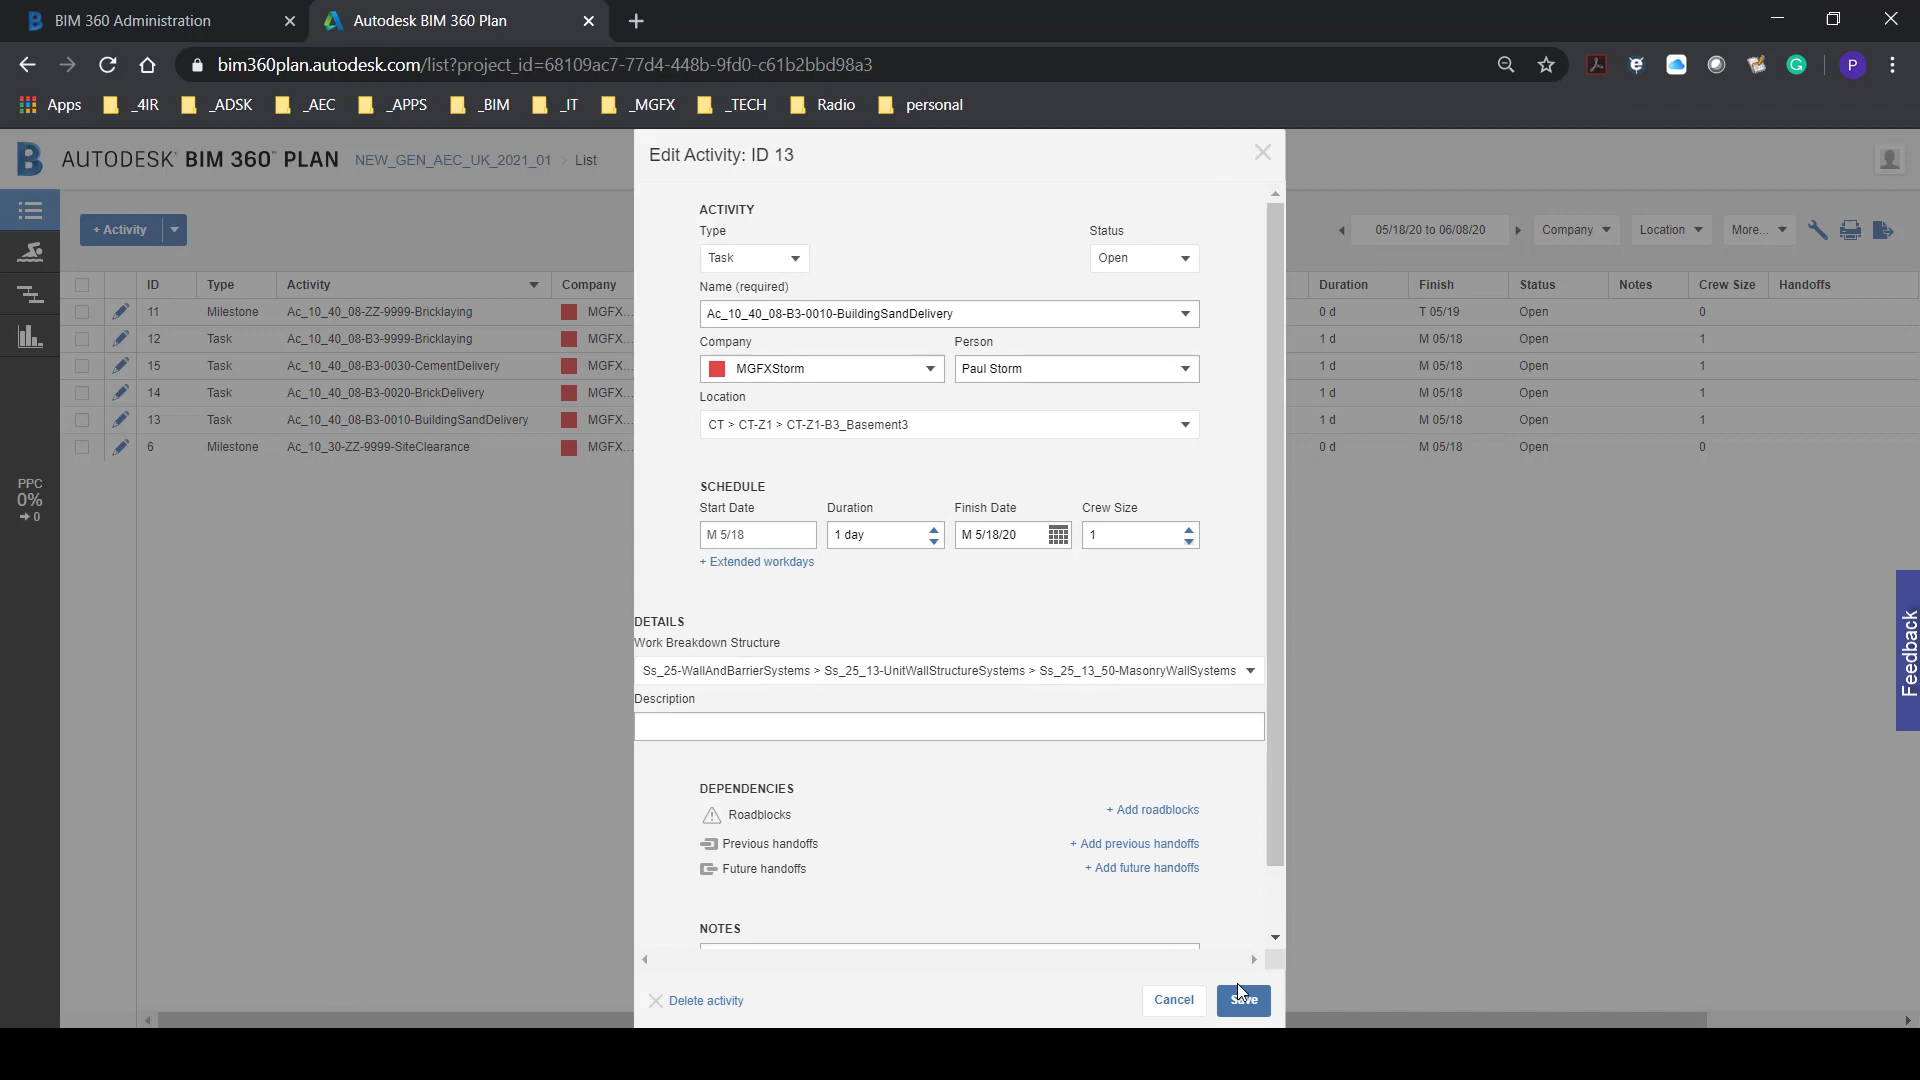 BIM 360 Administration
Autodesk BIM 360 Plan
bim360plan.autodesk.com/list?project_id=68109ac7-77d4-448b-9fd0-c61b2bbd98a3
P
Apps _4IR _ADSK _AEC _APPS _BIM _IT _MGFX _TECH Radio personal
AUTODESK BIM 360 PLAN NEW_GEN_AEC_UK_2021_01 > List
+ Activity
05/18/20 to 06/08/20 Company Location More...
ID Type Activity Company Duration Finish Status Notes Crew Size Handoffs
11 Milestone Ac_10_40_08-ZZ-9999-Bricklaying MGFX... 0 d T 05/19 Open 0
12 Task Ac_10_40_08-B3-9999-Bricklaying MGFX... 1 d M 05/18 Open 1
15 Task Ac_10_40_08-B3-0030-CementDelivery MGFX... 1 d M 05/18 Open 1
14 Task Ac_10_40_08-B3-0020-BrickDelivery MGFX... 1 d M 05/18 Open 1
13 Task Ac_10_40_08-B3-0010-BuildingSandDelivery MGFX... 1 d M 05/18 Open 1
6 Milestone Ac_10_30-ZZ-9999-SiteClearance MGFX... 0 d M 05/18 Open 0
PPC
0%
➔ 0
Edit Activity: ID 13
ACTIVITY
Type Status
Task Open
Name (required)
Ac_10_40_08-B3-0010-BuildingSandDelivery
Company Person
MGFXStorm Paul Storm
Location
CT > CT-Z1 > CT-Z1-B3_Basement3
SCHEDULE
Start Date Duration Finish Date Crew Size
M 5/18 1 day M 5/18/20 1
+ Extended workdays
DETAILS
Work Breakdown Structure
Ss_25-WallAndBarrierSystems > Ss_25_13-UnitWallStructureSystems > Ss_25_13_50-MasonryWallSystems
Description
DEPENDENCIES
Roadblocks + Add roadblocks
Previous handoffs + Add previous handoffs
Future handoffs + Add future handoffs
NOTES
Delete activity Cancel Save
Feedback